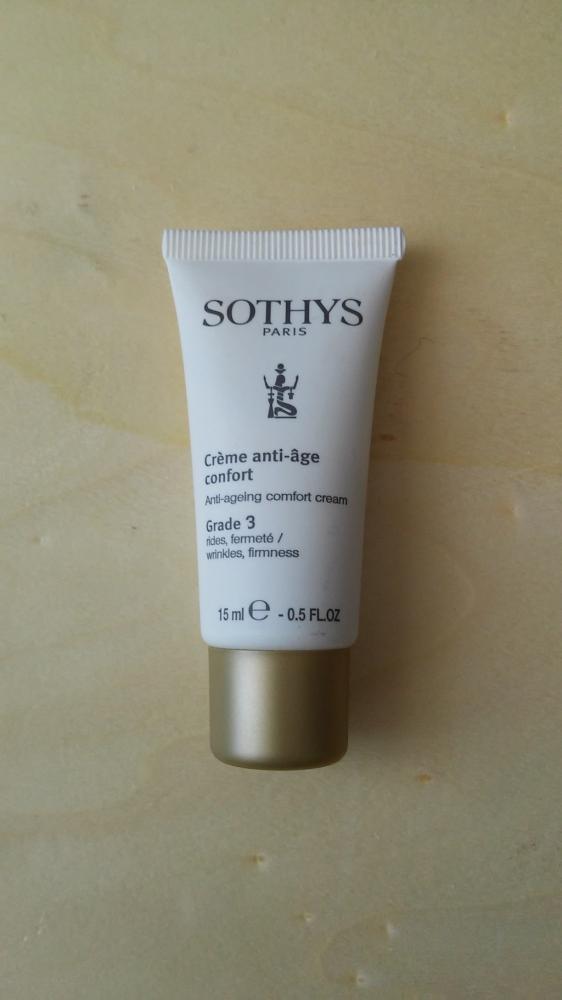 SOTHYS
PARIS
Crème anti-âge
confort
Anti-ageing comfort cream
Grade 3
rides, fermeté /
wrinkles, firmness
15 ml ℮ - 0.5 FL.OZ